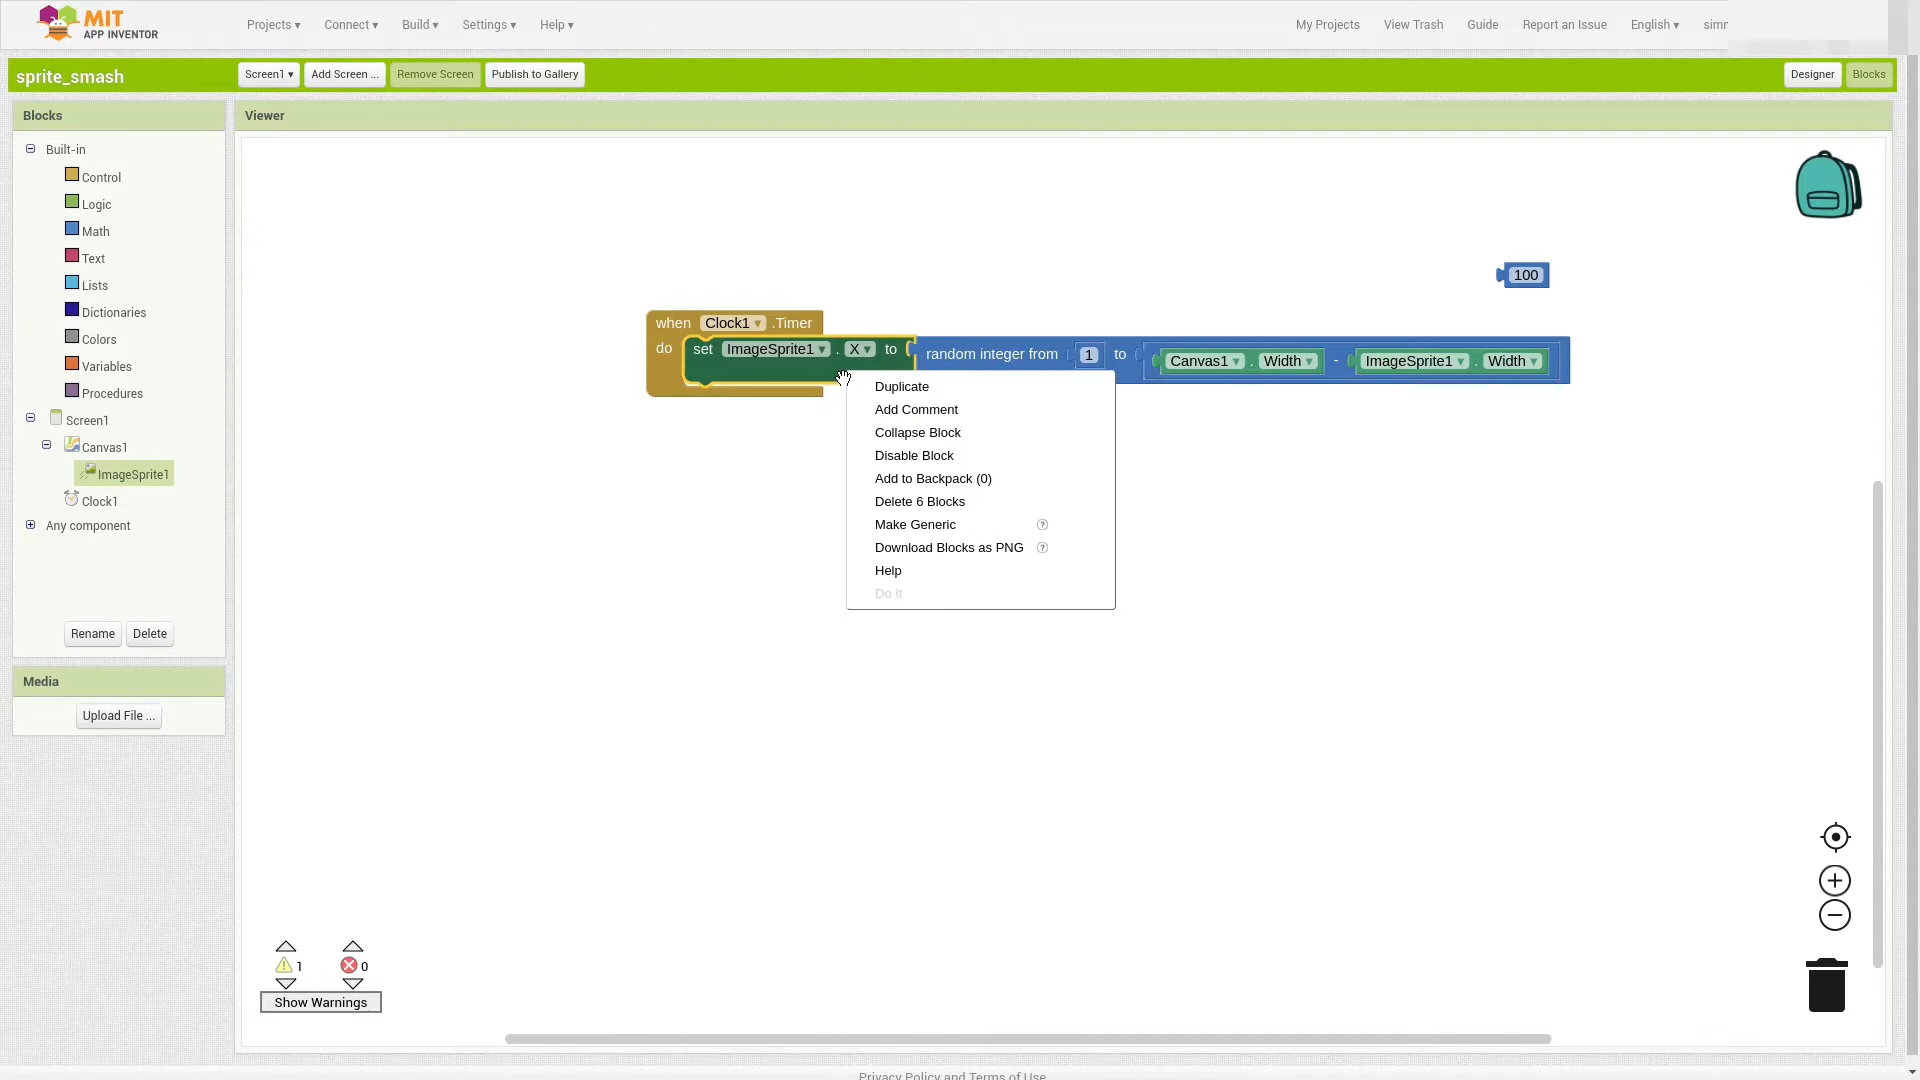 MIT
APP INVENTOR
Projects ▾ Connect ▾ Build ▾ Settings ▾ Help ▾ My Projects View Trash Guide Report an Issue English ▾
sprite_smash Screen1 ▾ Add Screen ... Remove Screen Publish to Gallery Designer Blocks
Blocks
Viewer
Built-in
Control
Logic
Math
Text
Lists
Dictionaries
Colors
Variables
Procedures
Screen1
Canvas1
ImageSprite1
Clock1
Any component
Rename Delete
Media
Upload File ...
100
when Clock1 ▾ .Timer
do set ImageSprite1 ▾ . X ▾ to random integer from 1 to Canvas1 ▾ . Width ▾ - ImageSprite1 ▾ . Width ▾
Duplicate
Add Comment
Collapse Block
Disable Block
Add to Backpack (0)
Delete 6 Blocks
Make Generic ?
Download Blocks as PNG ?
Help
Do It
1 0
Show Warnings
Privacy Policy and Terms of Use